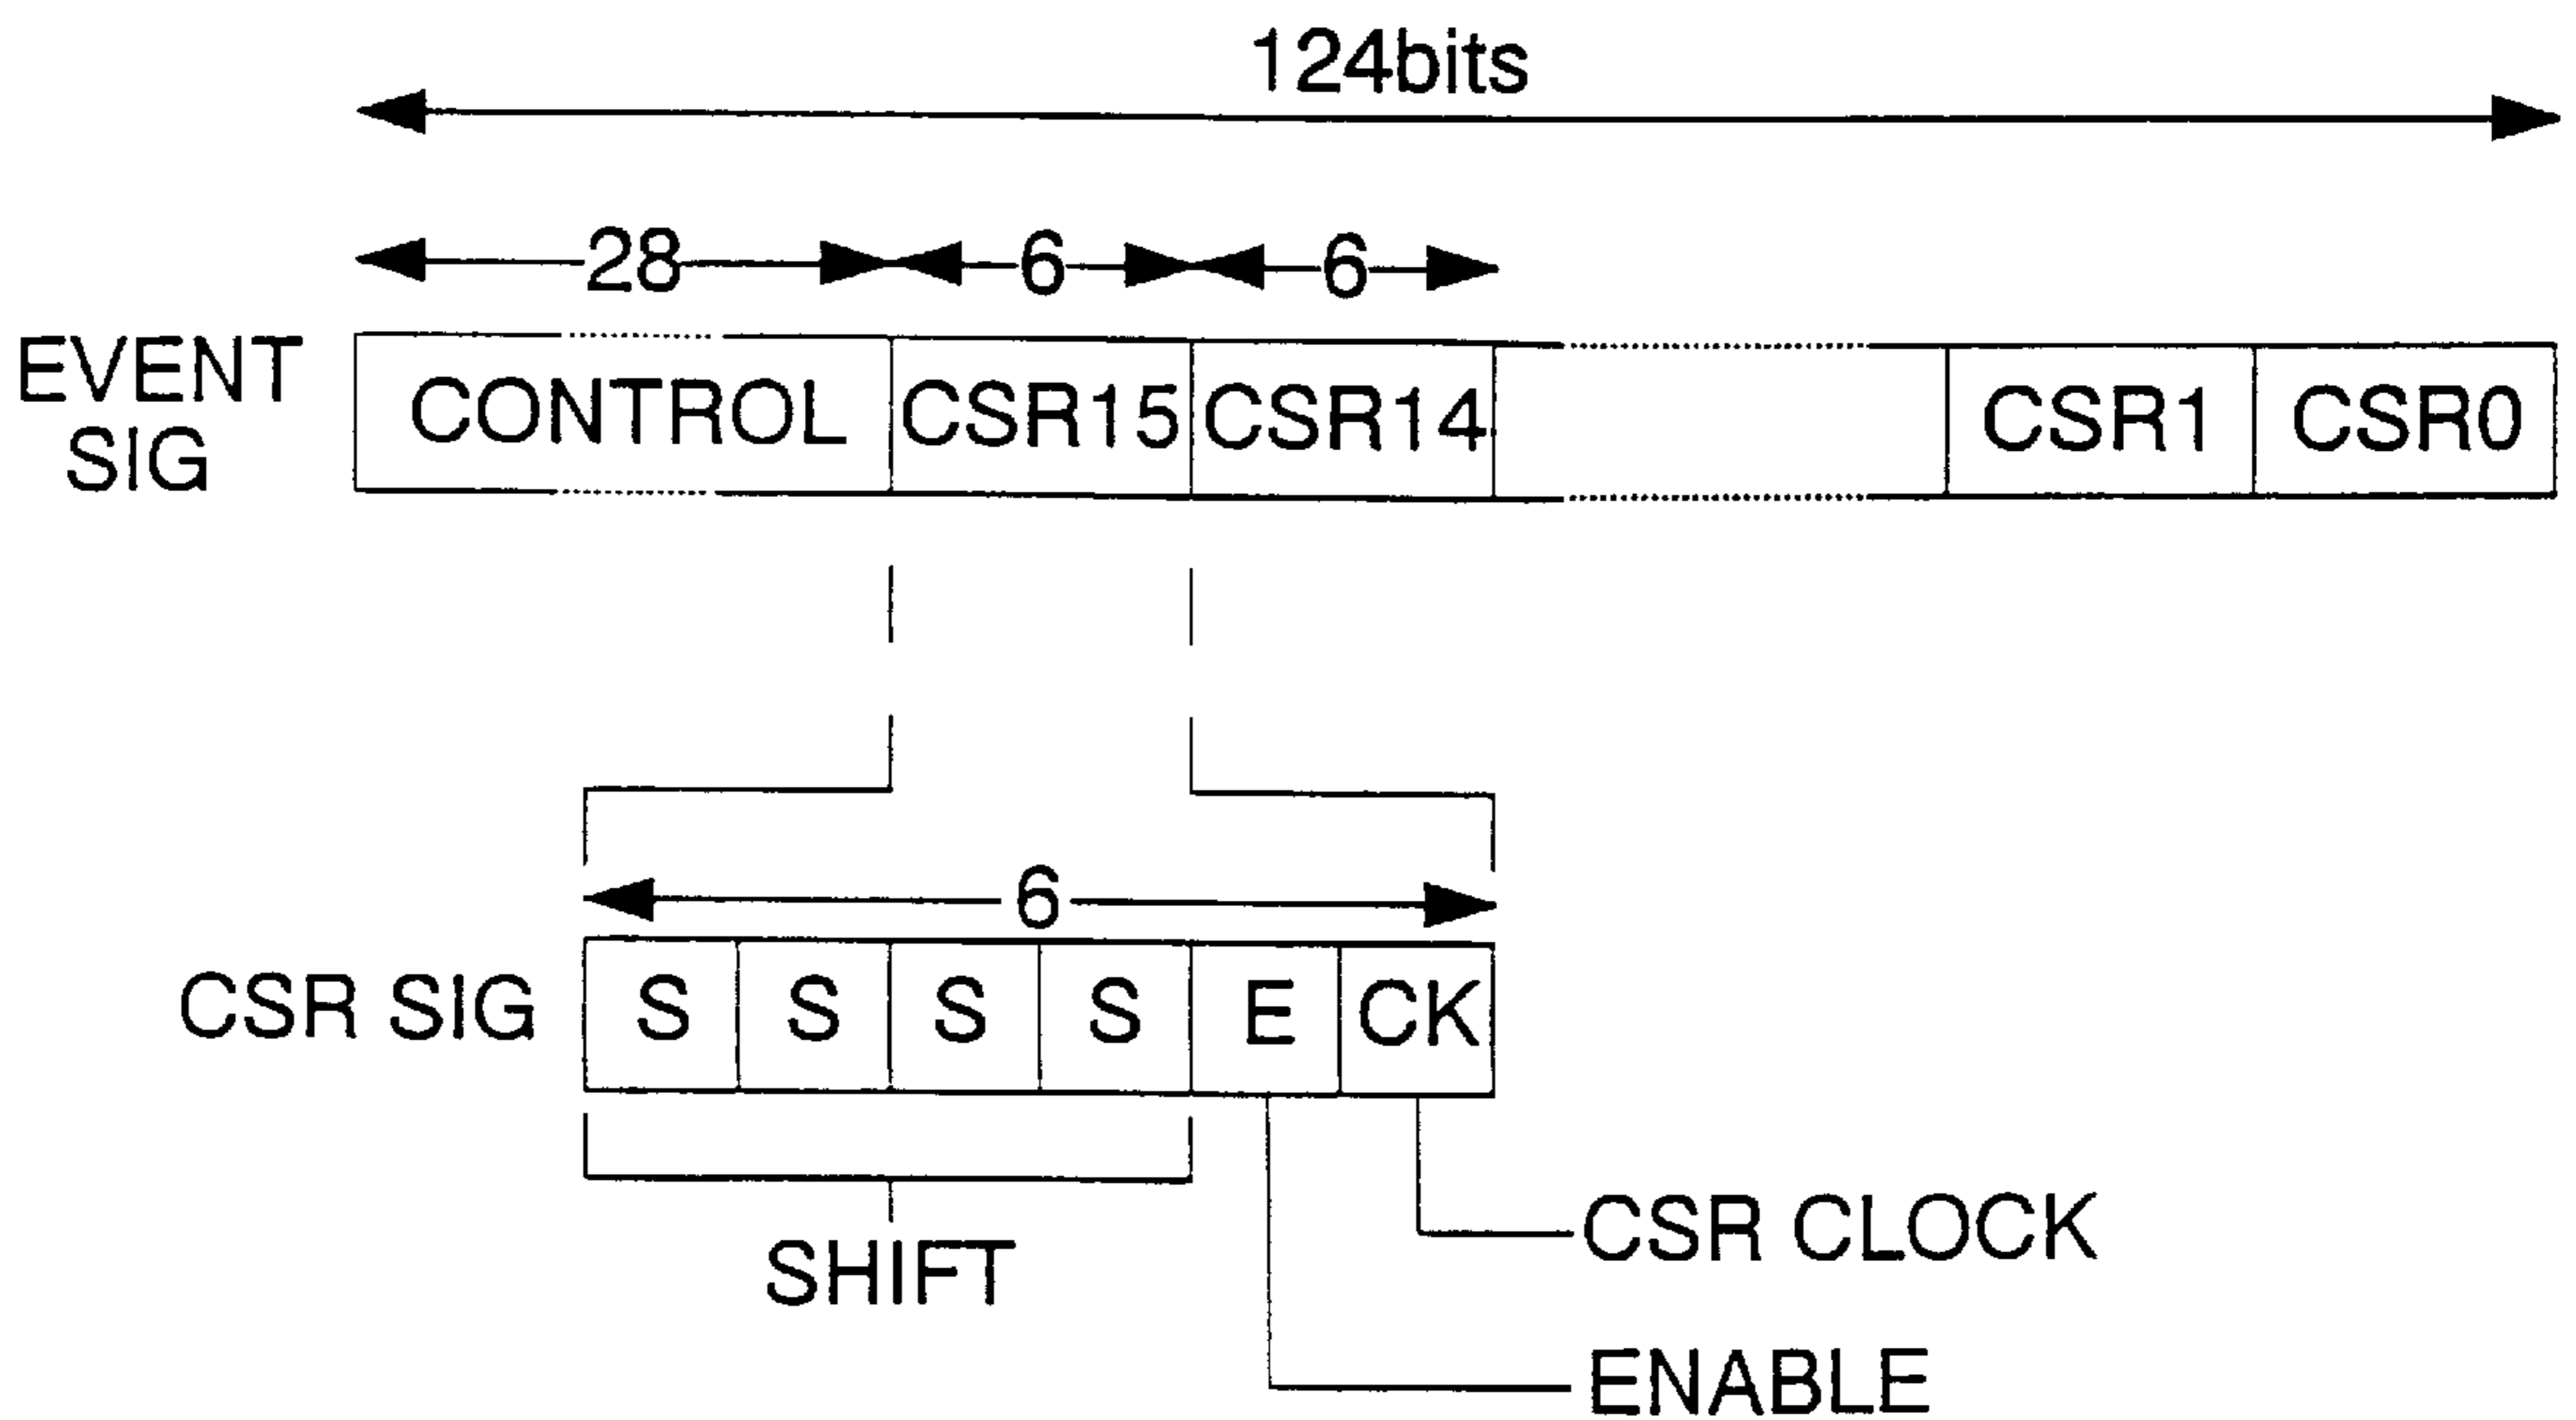 124bits
28 6 6
EVENT
SIG
CONTROL CSR15 CSR14 CSR1 CSR0
6
CSR SIG S S S S E CK
SHIFT
CSR CLOCK
ENABLE